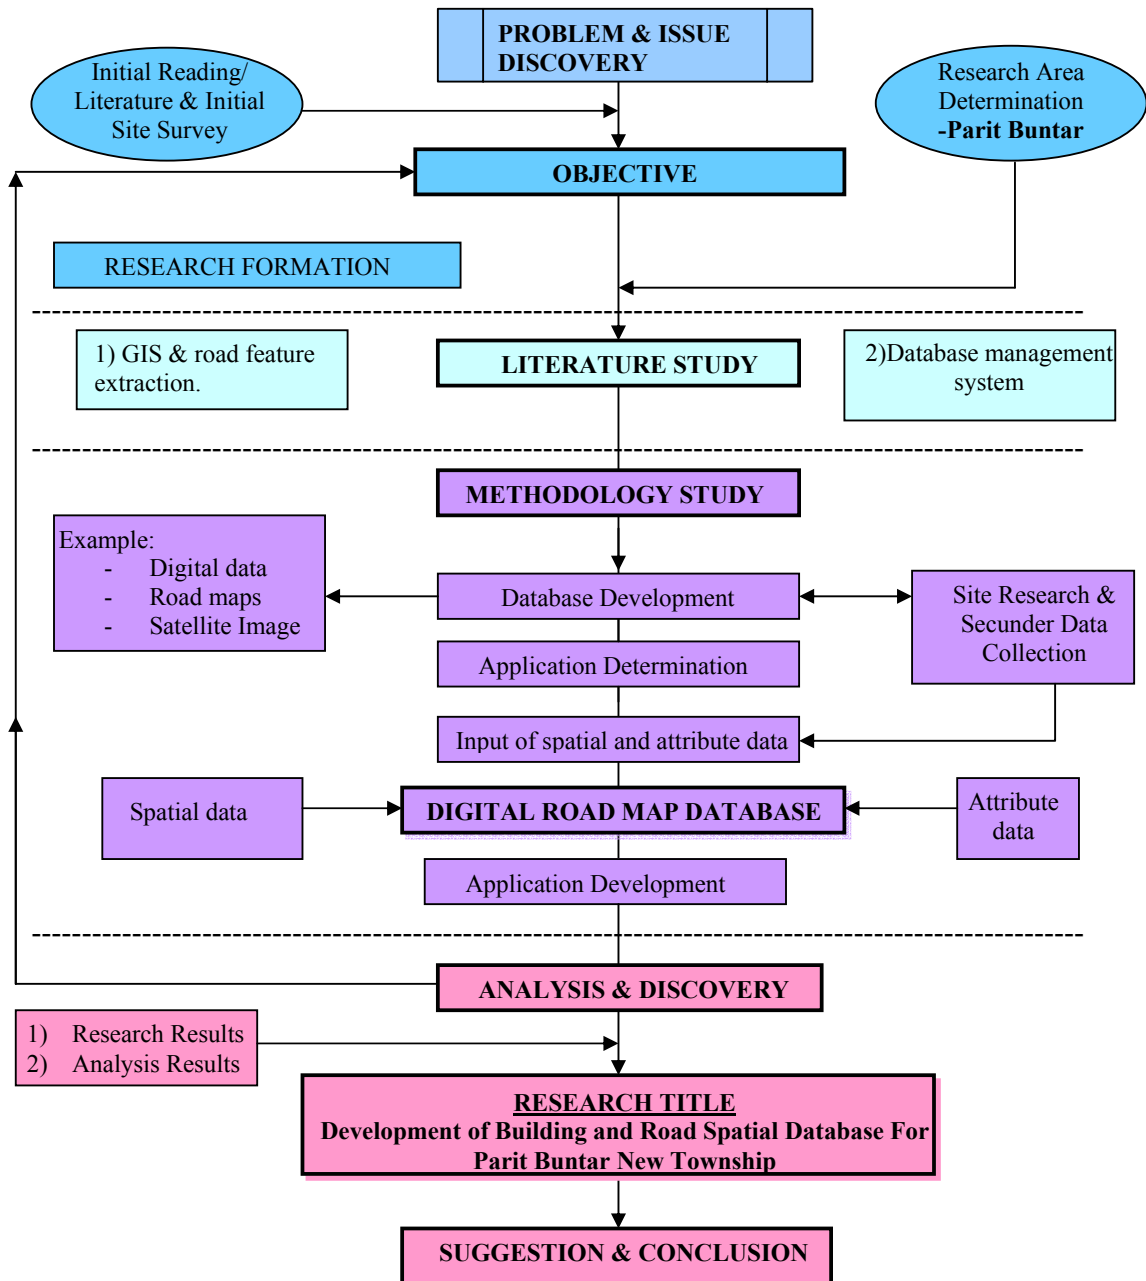 PROBLEM & ISSUE
DISCOVERY
Initial Reading/
Literature & Initial
Site Survey
Research Area
Determination
-Parit Buntar
OBJECTIVE
RESEARCH FORMATION
1) GIS & road feature
extraction.
LITERATURE STUDY
2)Database management
system
METHODOLOGY STUDY
Example:
- Digital data
- Road maps
- Satellite Image
Database Development
Site Research &
Secunder Data
Collection
Application Determination
Input of spatial and attribute data
Spatial data
DIGITAL ROAD MAP DATABASE
Attribute
data
Application Development
ANALYSIS & DISCOVERY
1) Research Results
2) Analysis Results
RESEARCH TITLE
Development of Building and Road Spatial Database For
Parit Buntar New Township
SUGGESTION & CONCLUSION